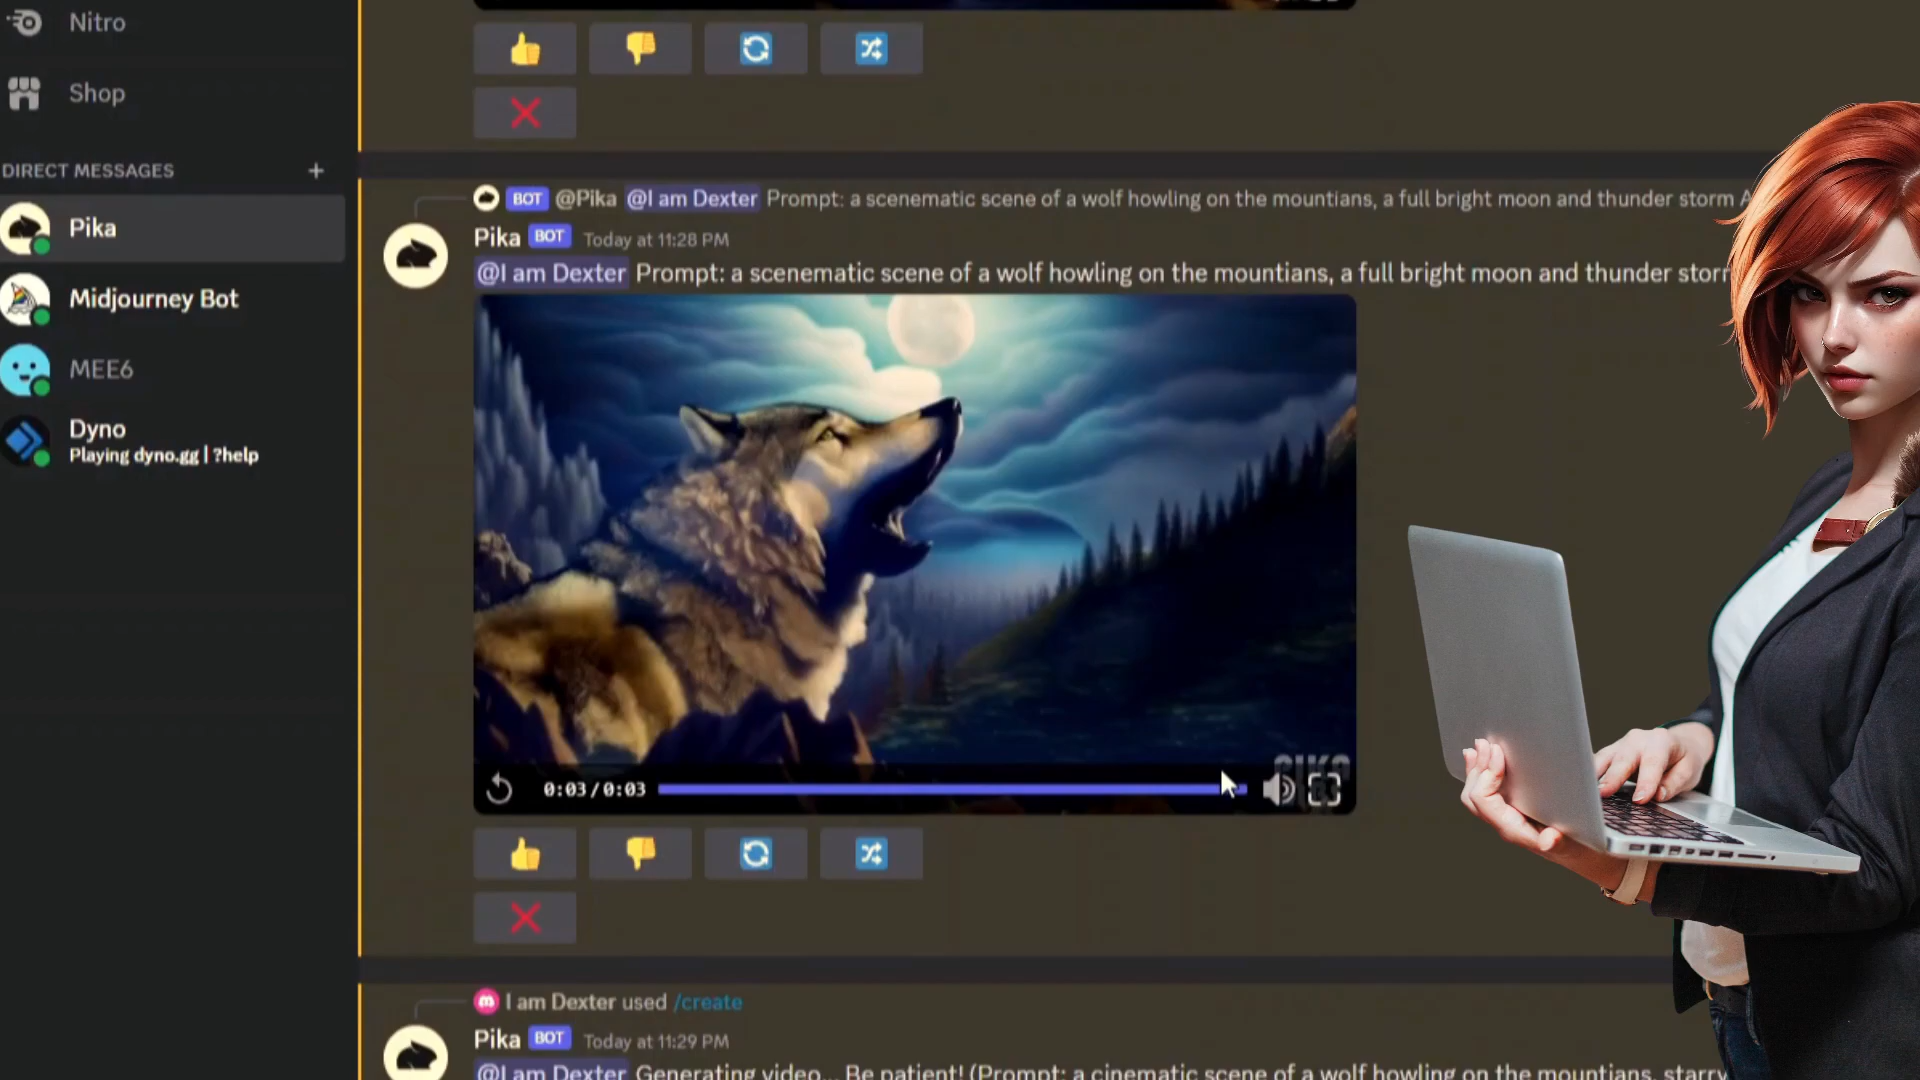 Nitro
Shop
DIRECT MESSAGES +
Pika
Midjourney Bot
MEE6
Dyno
Playing dyno.gg | ?help
BOT @Pika @I am Dexter Prompt: a scenematic scene of a wolf howling on the mountians, a full bright moon and thunder storm A
Pika BOT Today at 11:28 PM
@I am Dexter Prompt: a scenematic scene of a wolf howling on the mountians, a full bright moon and thunder storm
0:03/0:03
I am Dexter used /create
Pika BOT Today at 11:29 PM
@I am Dexter Generating video... Be patient! (Prompt: a cinematic scene of a wolf howling on the mountians, starry